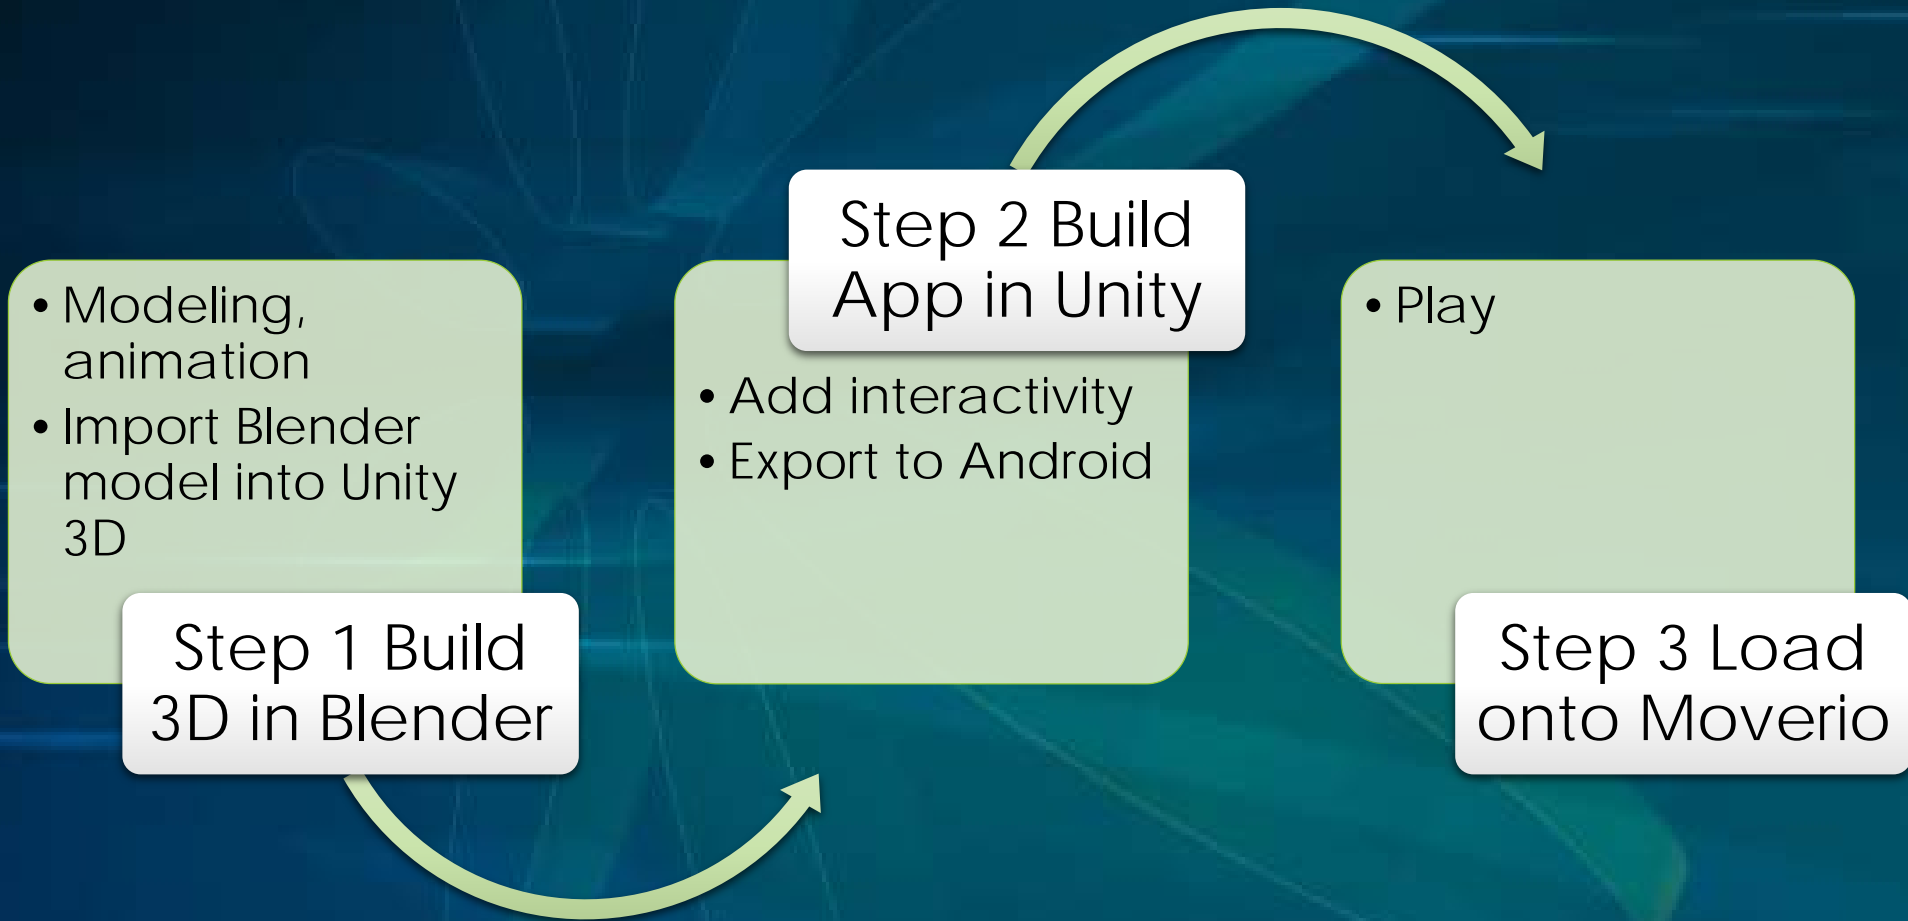 • Modeling,
animation
• Import Blender
model into Unity
3D
Step 1 Build
3D in Blender
Step 2 Build
App in Unity
• Add interactivity
• Export to Android
• Play
Step 3 Load
onto Moverio